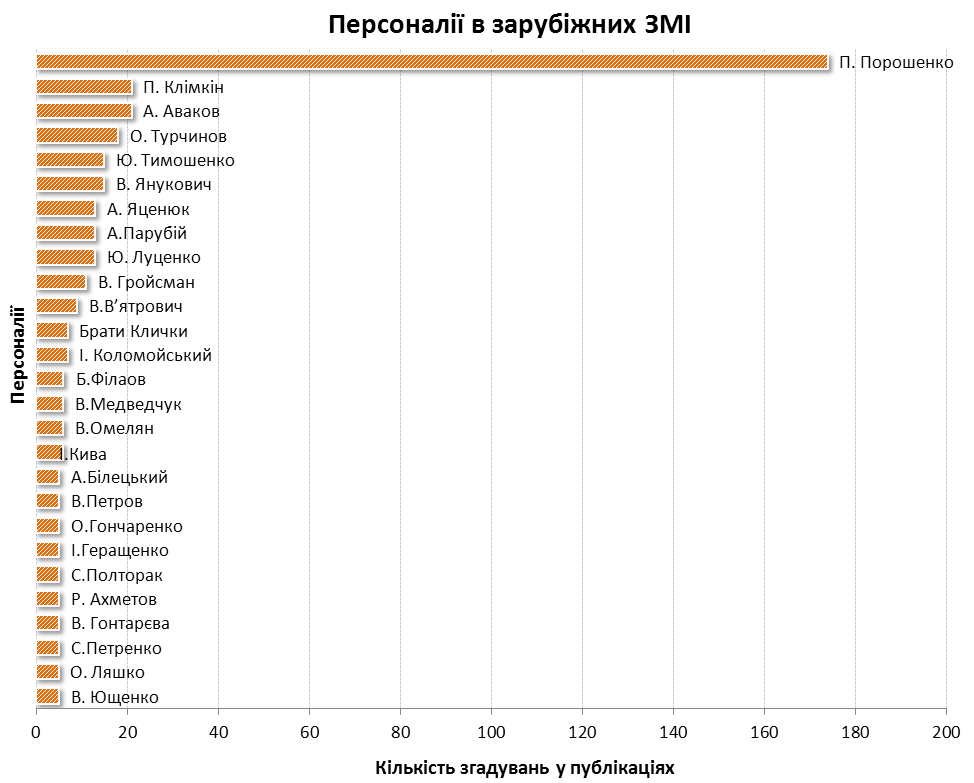 Персоналії в зарубіжних ЗМІ
П. Порошенко
П. Клімкін
А. Аваков
О. Турчинов
Ю. Тимошенко
В. Янукович
А. Яценюк
А.Парубій
Ю. Луценко
В. Гройсман
В.В’ятрович
Брати Клички
І. Коломойський
Б.Філаов
В.Медведчук
В.Омелян
І.Кива
А.Білецький
В.Петров
О.Гончаренко
І.Геращенко
С.Полторак
Р. Ахметов
В. Гонтарєва
С.Петренко
О. Ляшко
В. Ющенко
Персоналії
0 20 40 60 80 100 120 140 160 180 200
Кількість згадувань у публікаціях